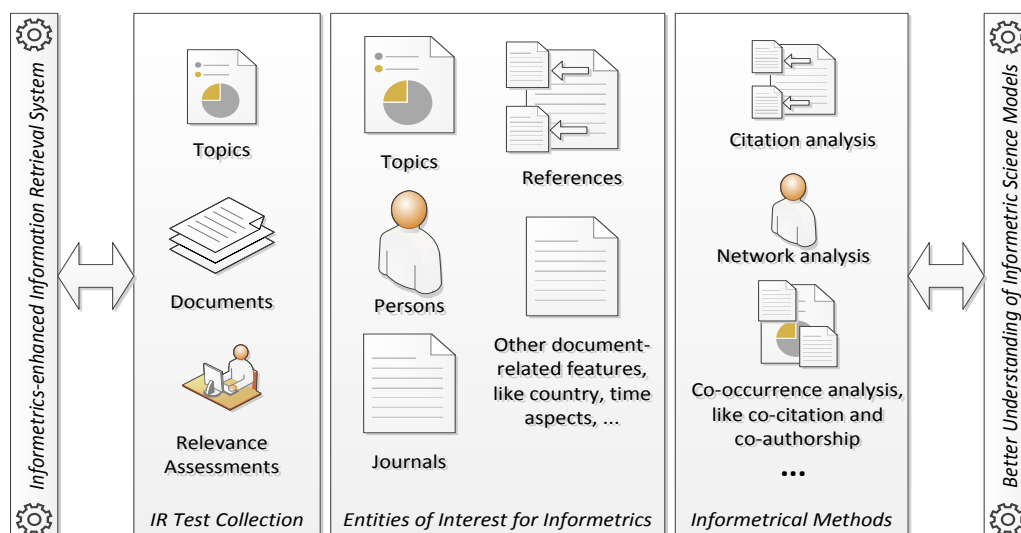 Informetrics-enhanced Information Retrieval System
Topics
Documents
Relevance
Assessments
IR Test Collection
Topics
References
Persons
Other document-
related features,
like country, time
aspects, ...
Journals
Entities of Interest for Informetrics
Citation analysis
Network analysis
Co-occurrence analysis,
like co-citation and
co-authorship
...
Informetrical Methods
Better Understanding of Informetric Science Models